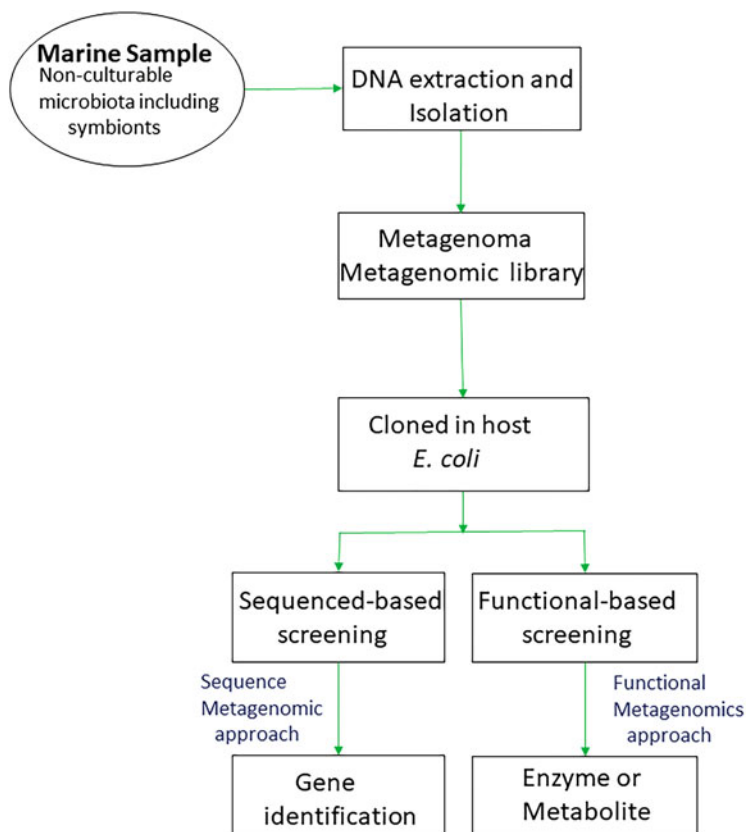 Marine Sample
Non-culturable
microbiota including
symbionts
DNA extraction and
Isolation
Metagenoma
Metagenomic library
Cloned in host
E. coli
Sequenced-based
screening
Functional-based
screening
Sequence
Metagenomic
approach
Functional
Metagenomics
approach
Gene
identification
Enzyme or
Metabolite